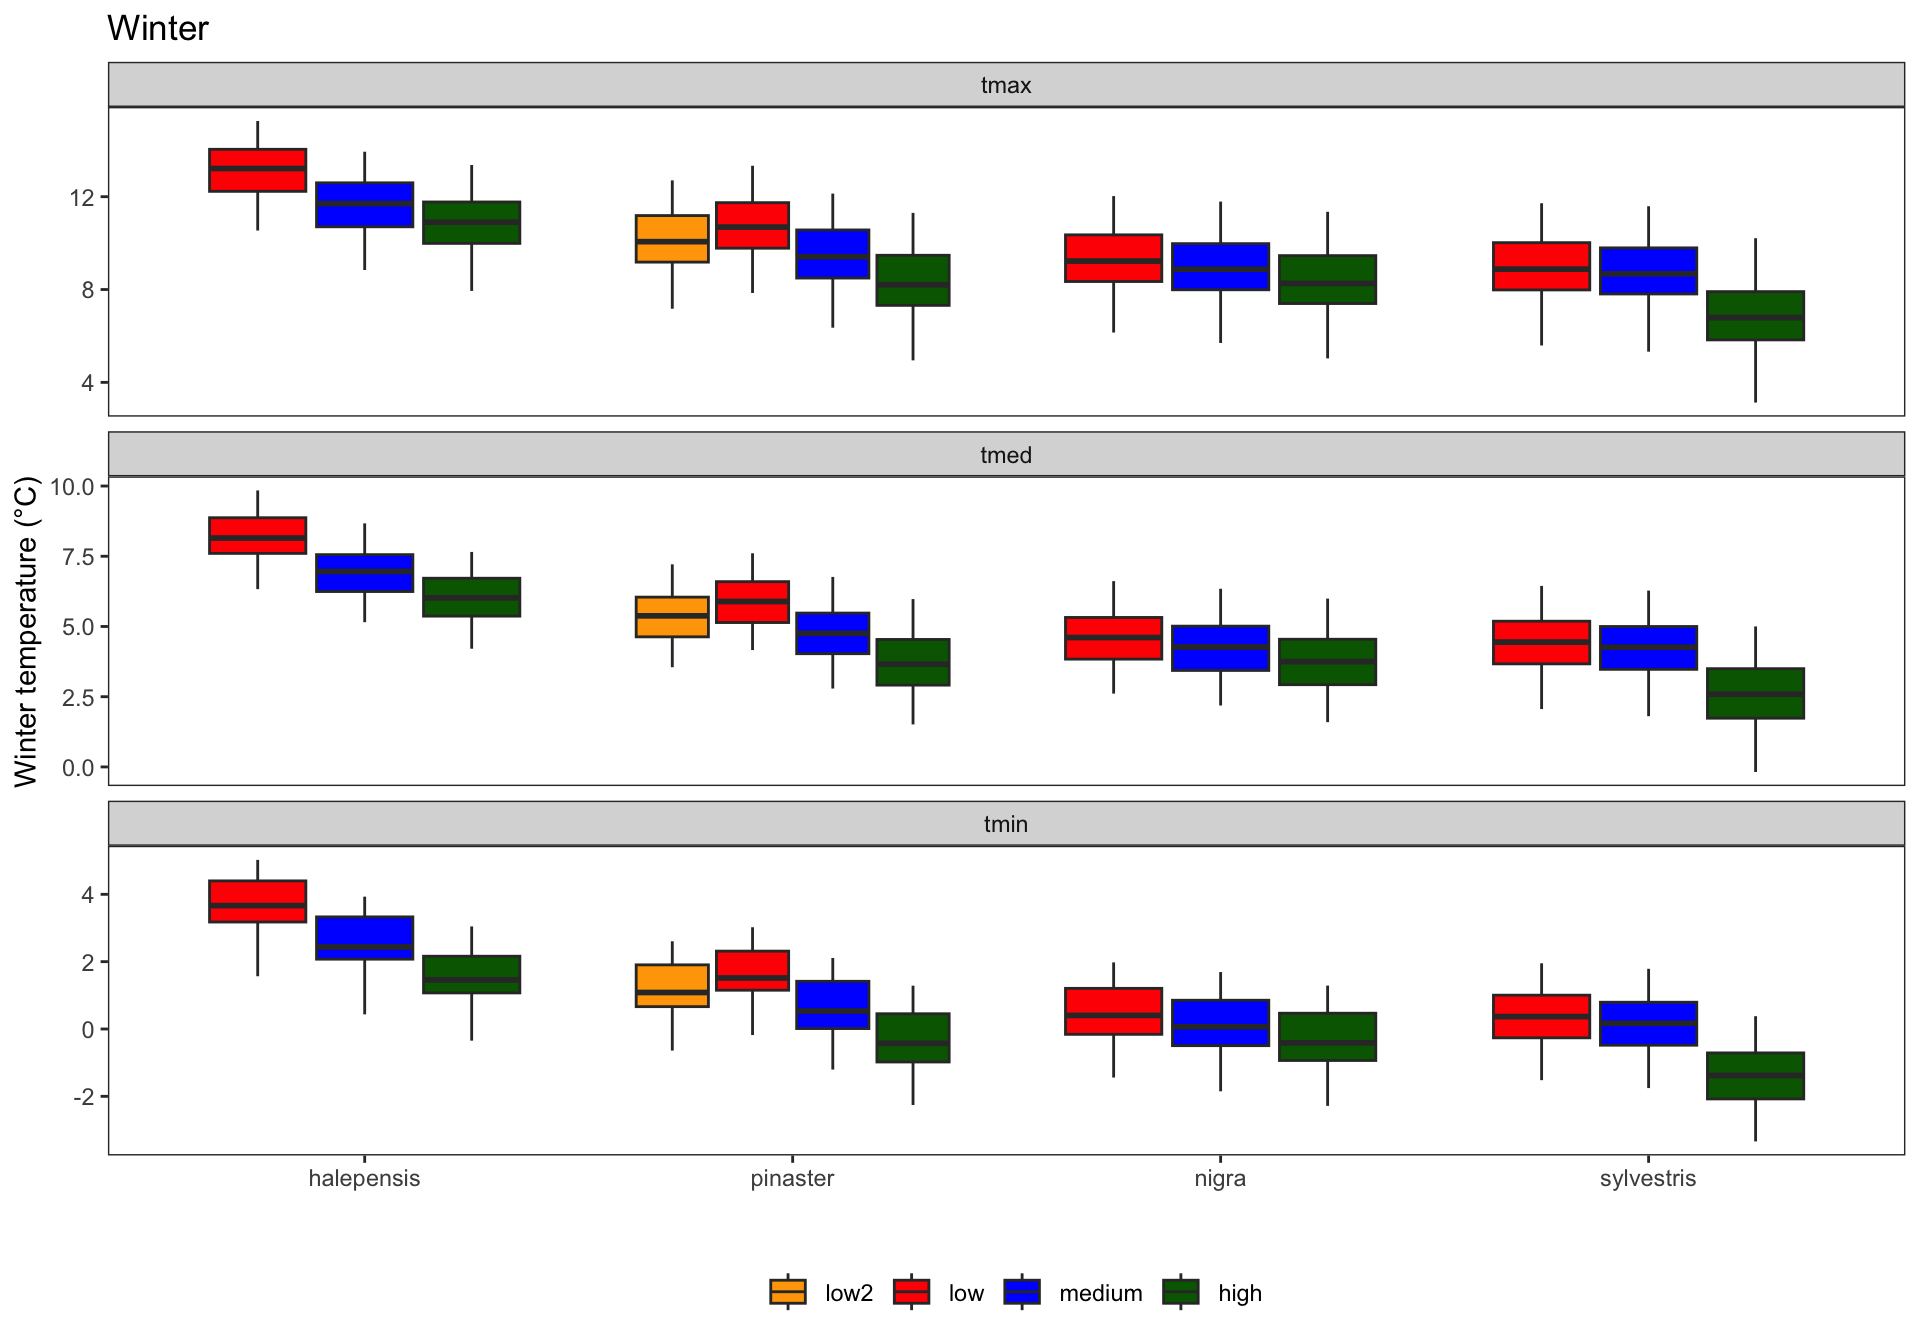 Winter
tmax
12
8
4
tmed
10.0
7.5
5.0
2.5
0.0
Winter temperature (°C)
tmin
4
2
0
-2
halepensis pinaster nigra sylvestris
low2 low medium high